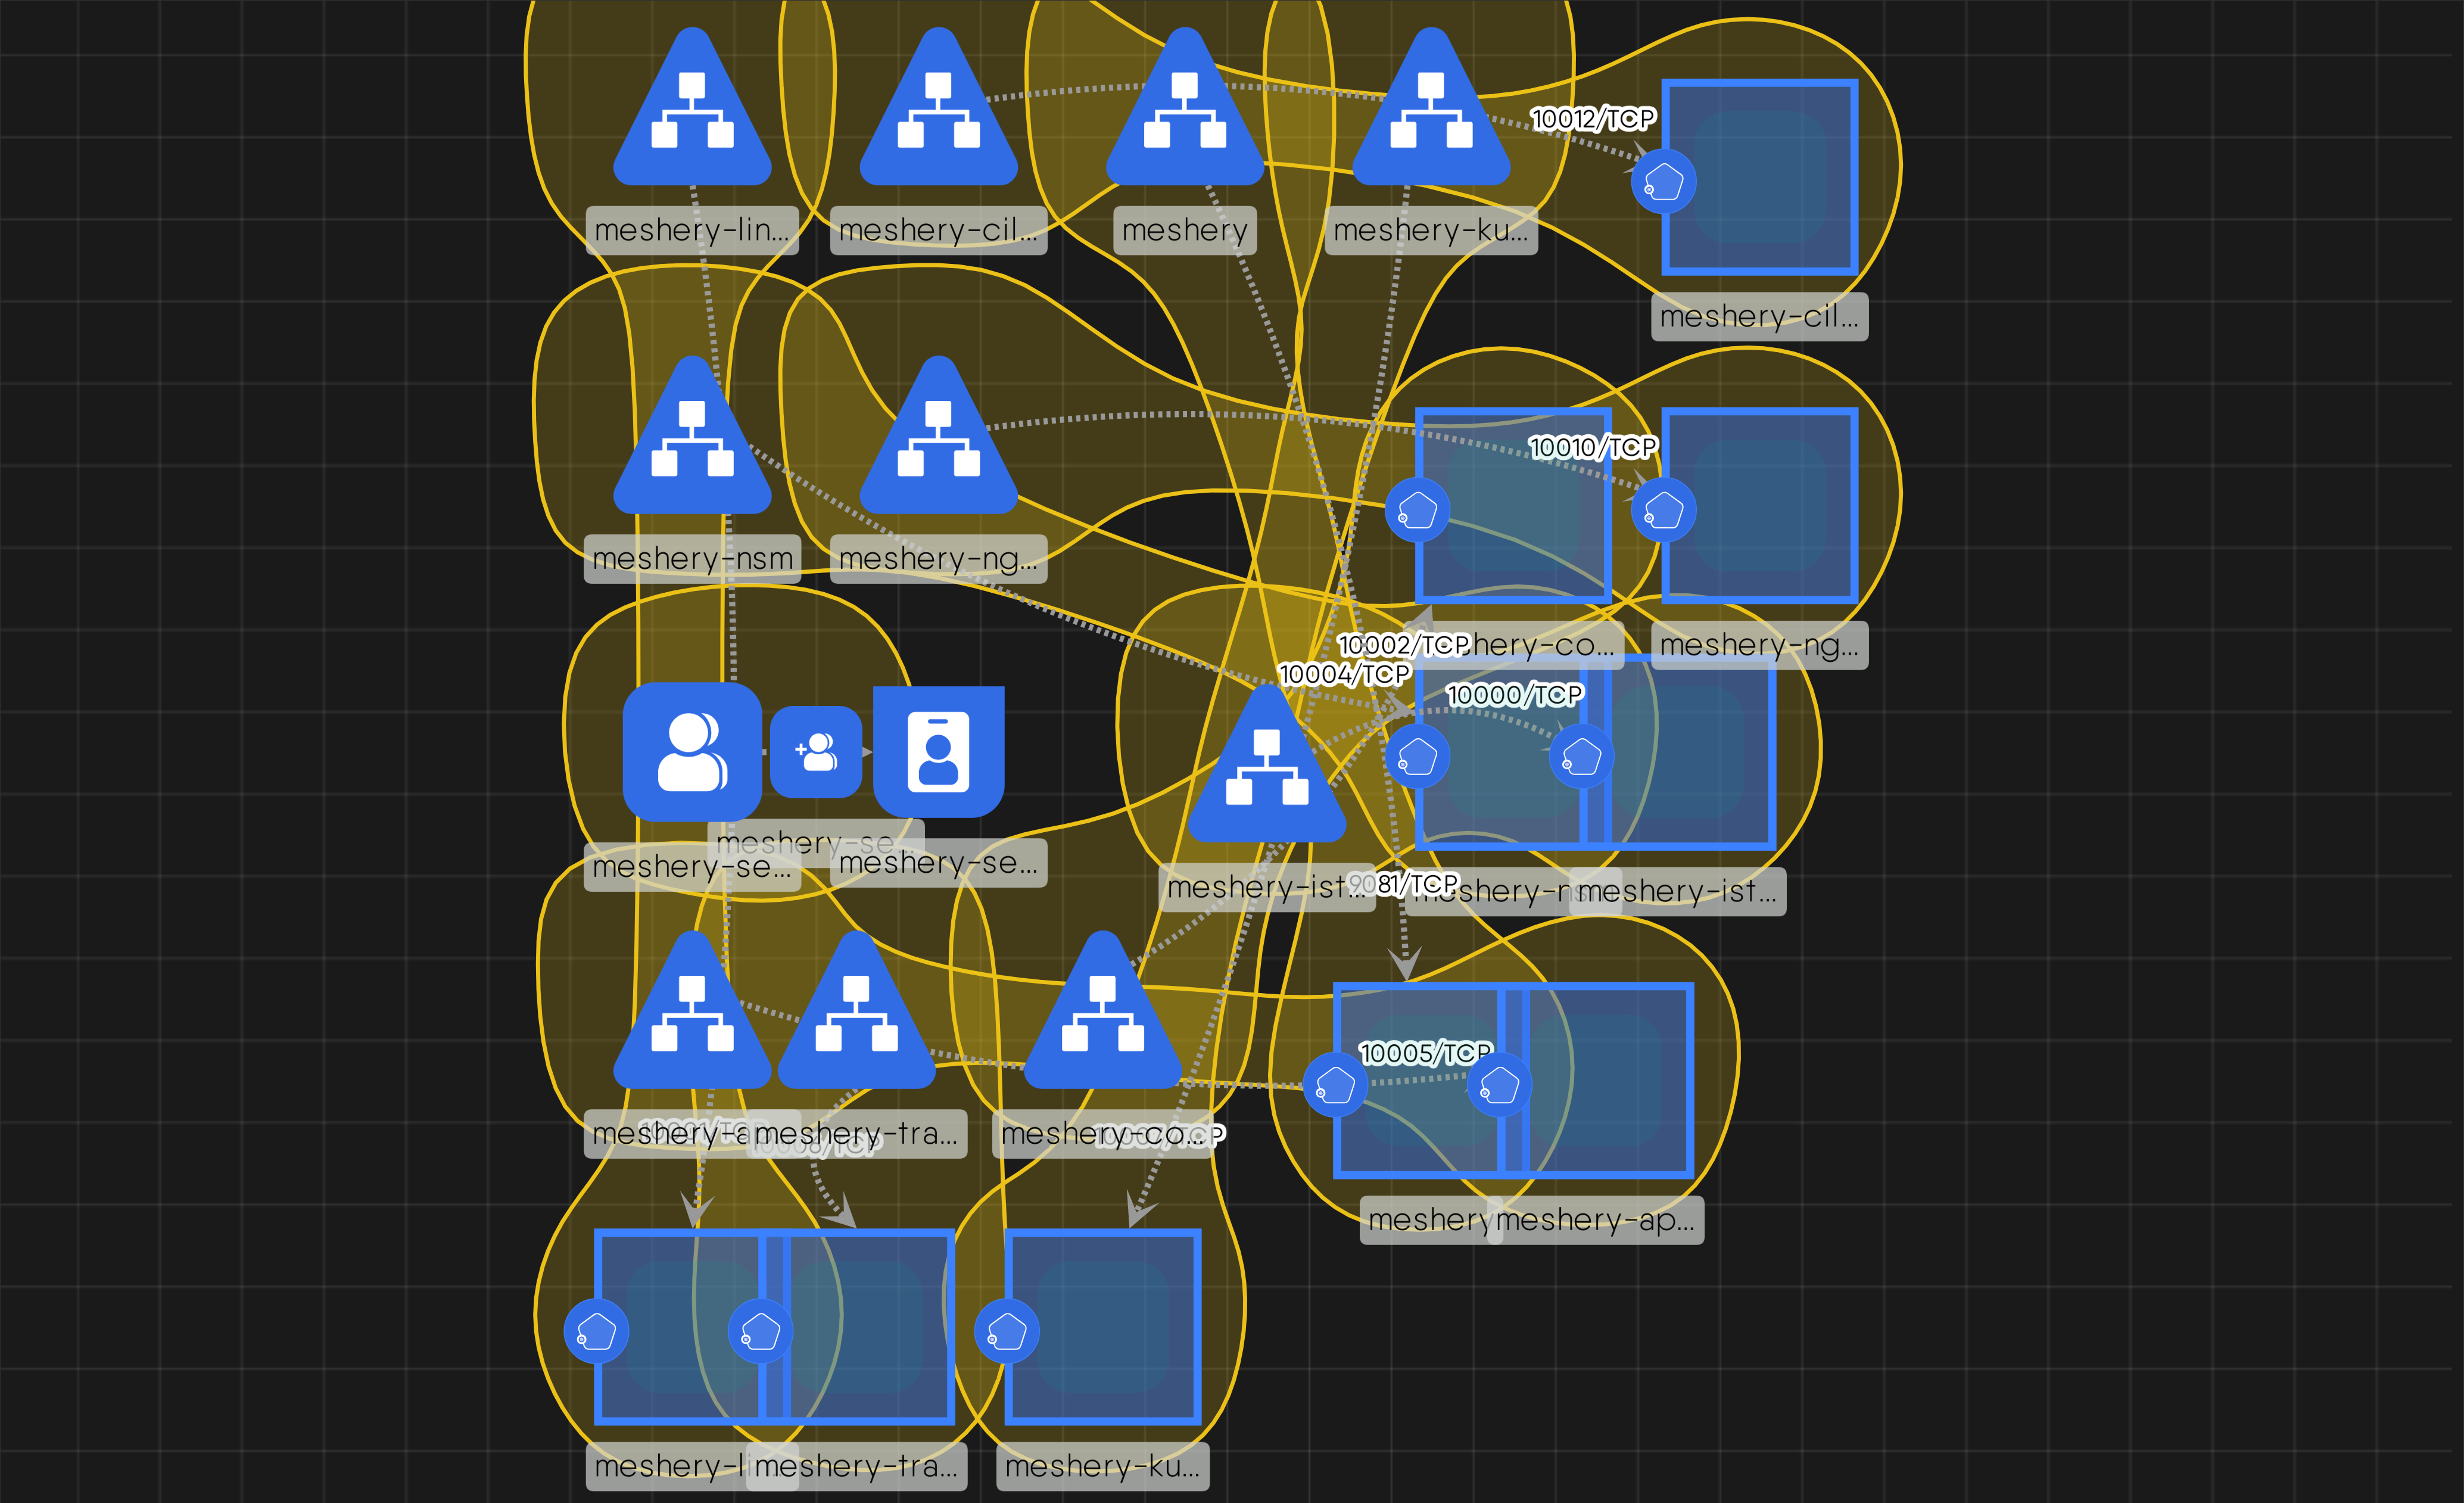 10012/TCP
meshery-lin...
meshery-cil...
meshery
meshery-ku...
meshery-cil...
10010/TCP
meshery-nsm
meshery-ng...
10002/TCP
meshery-ng...
10004/TCP
10000/TCP
meshery-se...
meshery-se...
meshery-se...
meshery-ist...
9081/TCP
meshery-ist...
10005/TCP
meshery-tra...
meshery-co...
meshery-ap...
meshery-tra...
meshery-ku...